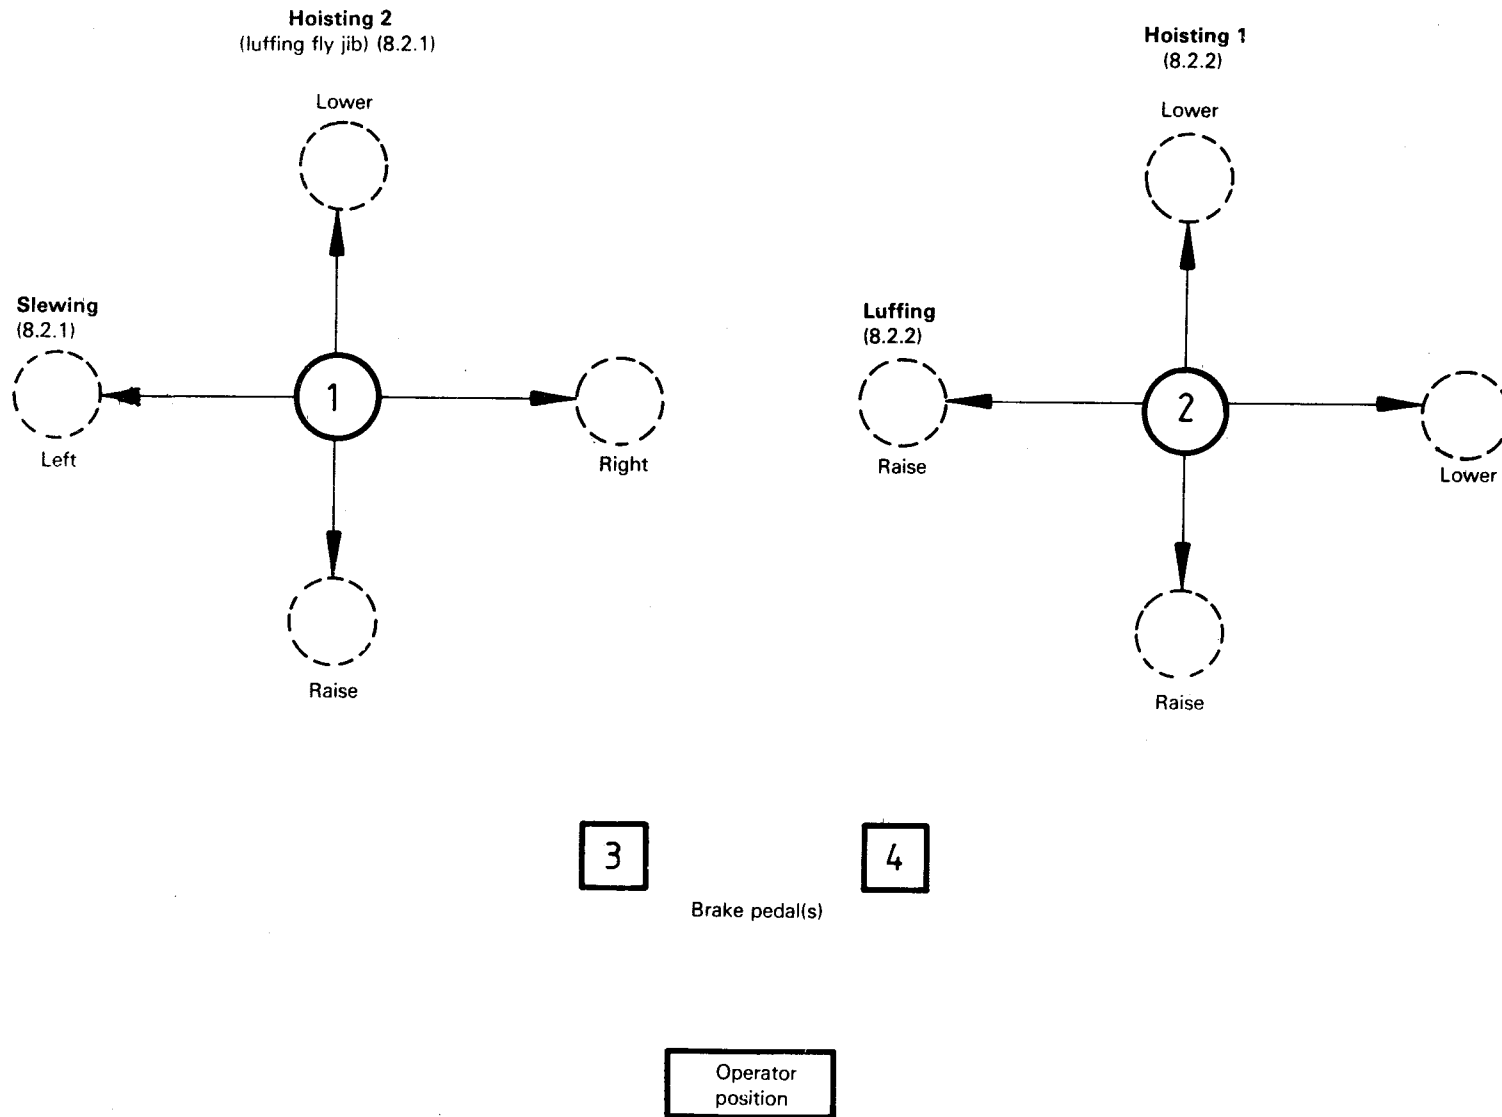 Hoisting 2
(luffing fly jib) (8.2.1)
Lower
Slewing
(8.2.1)
1
Left
Right
Raise
Hoisting 1
(8.2.2)
Lower
Luffing
(8.2.2)
2
Raise
Lower
Raise
3
4
Brake pedal(s)
Operator
position